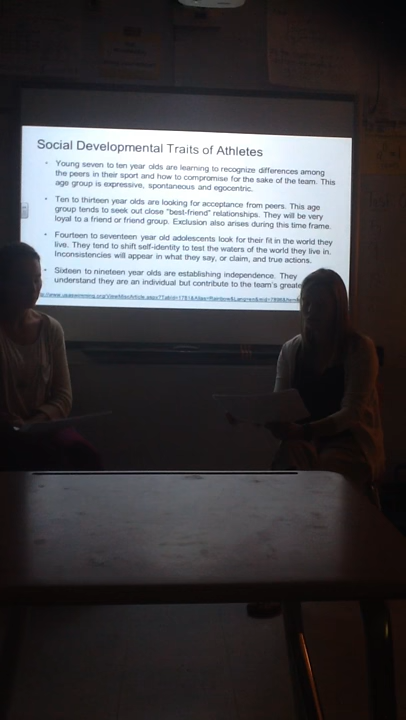 Social Developmental Traits of Athletes
• Young seven to ten year olds are learning to recognize differences among
the peers in their sport and how to compromise for the sake of the team. This
age group is expressive, spontaneous and egocentric.
• Ten to thirteen year olds are looking for acceptance from peers. This age
group tends to seek out close "best-friend" relationships. They will be very
loyal to a friend or friend group. Exclusion also arises during this time frame.
• Fourteen to seventeen year old adolescents look for their fit in the world they
live. They tend to shift self-identity to test the waters of the world they live in.
Inconsistencies will appear in what they say, or claim, and true actions.
• Sixteen to nineteen year olds are establishing independence. They
understand they are an individual but contribute to the team's greate